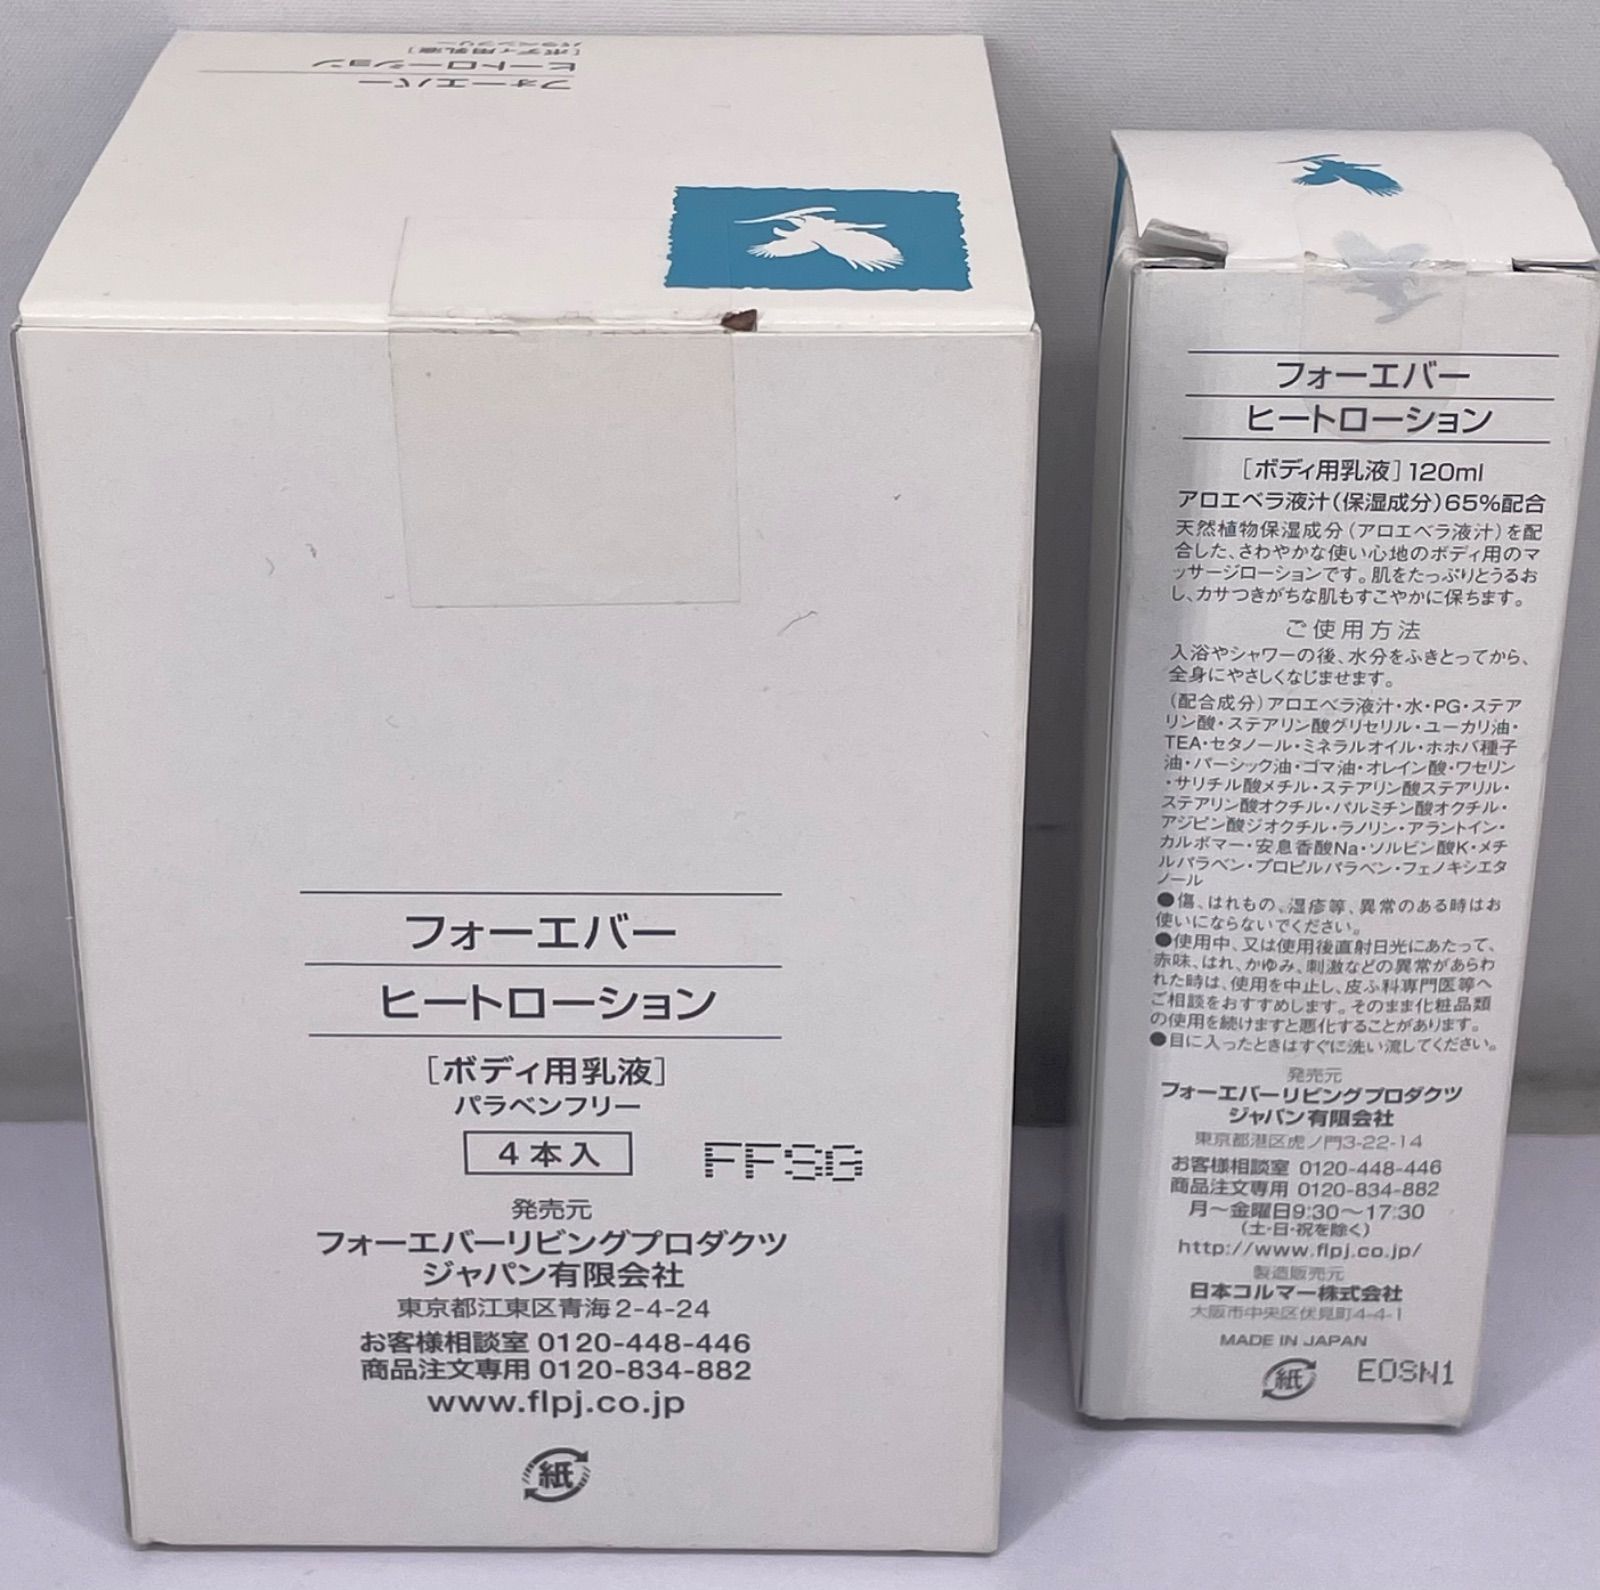 フォーエバー
ヒートローション
[ボディ用乳液]
パラベンフリー
フォーエバー
ヒートローション
[ボディ用乳液]
パラベンフリー
4本入
FFSG
発売元
フォーエバーリビングプロダクツ
ジャパン有限会社
東京都江東区青海2-4-24
お客様相談室 0120-448-446
商品注文専用 0120-834-882
www.flpj.co.jp
紙
フォーエバー
ヒートローション
[ボディ用乳液]120ml
アロエベラ液汁(保湿成分)65%配合
天然植物保湿成分(アロエベラ液汁)を配
合した、さわやかな使い心地のボディ用のマ
ッサージローションです。肌をたっぷりとうるお
し、カサつきがちな肌もすこやかに保ちます。
ご使用方法
入浴やシャワーの後、水分をふきとってから、
全身にやさしくなじませます。
(配合成分)アロエベラ液汁・水・PG・ステア
リン酸・ステアリン酸グリセリル・ユーカリ油・
TEA・セタノール・ミネラルオイル・ホホバ種子
油・パーシック油・ゴマ油・オレイン酸・ワセリン
・サリチル酸メチル・ステアリン酸ステアリル・
ステアリン酸オクチル・パルミチン酸オクチル・
アジピン酸ジオクチル・ラノリン・アラントイン・
カルボマー・安息香酸Na・ソルビン酸K・メチ
ルパラベン・プロピルパラベン・フェノキシエタ
ノール
●傷、はれもの、湿疹等、異常のある時はお
使いにならないでください。
●使用中、又は使用後直射日光にあたって、
赤味、はれ、かゆみ、刺激などの異常があらわ
れた時は、使用を中止し、皮ふ科専門医等へ
ご相談をおすすめします。そのまま化粧品類
の使用を続けますと悪化することがあります。
●目に入ったときはすぐに洗い流してください。
発売元
フォーエバーリビングプロダクツ
ジャパン有限会社
東京都港区虎ノ門3-22-14
お客様相談室 0120-448-446
商品注文専用 0120-834-882
月～金曜日9:30～17:30
(土・日・祝を除く)
http://www.flpj.co.jp/
製造販売元
日本コルマー株式会社
大阪市中央区伏見町4-4-1
MADE IN JAPAN
紙
EOSN1